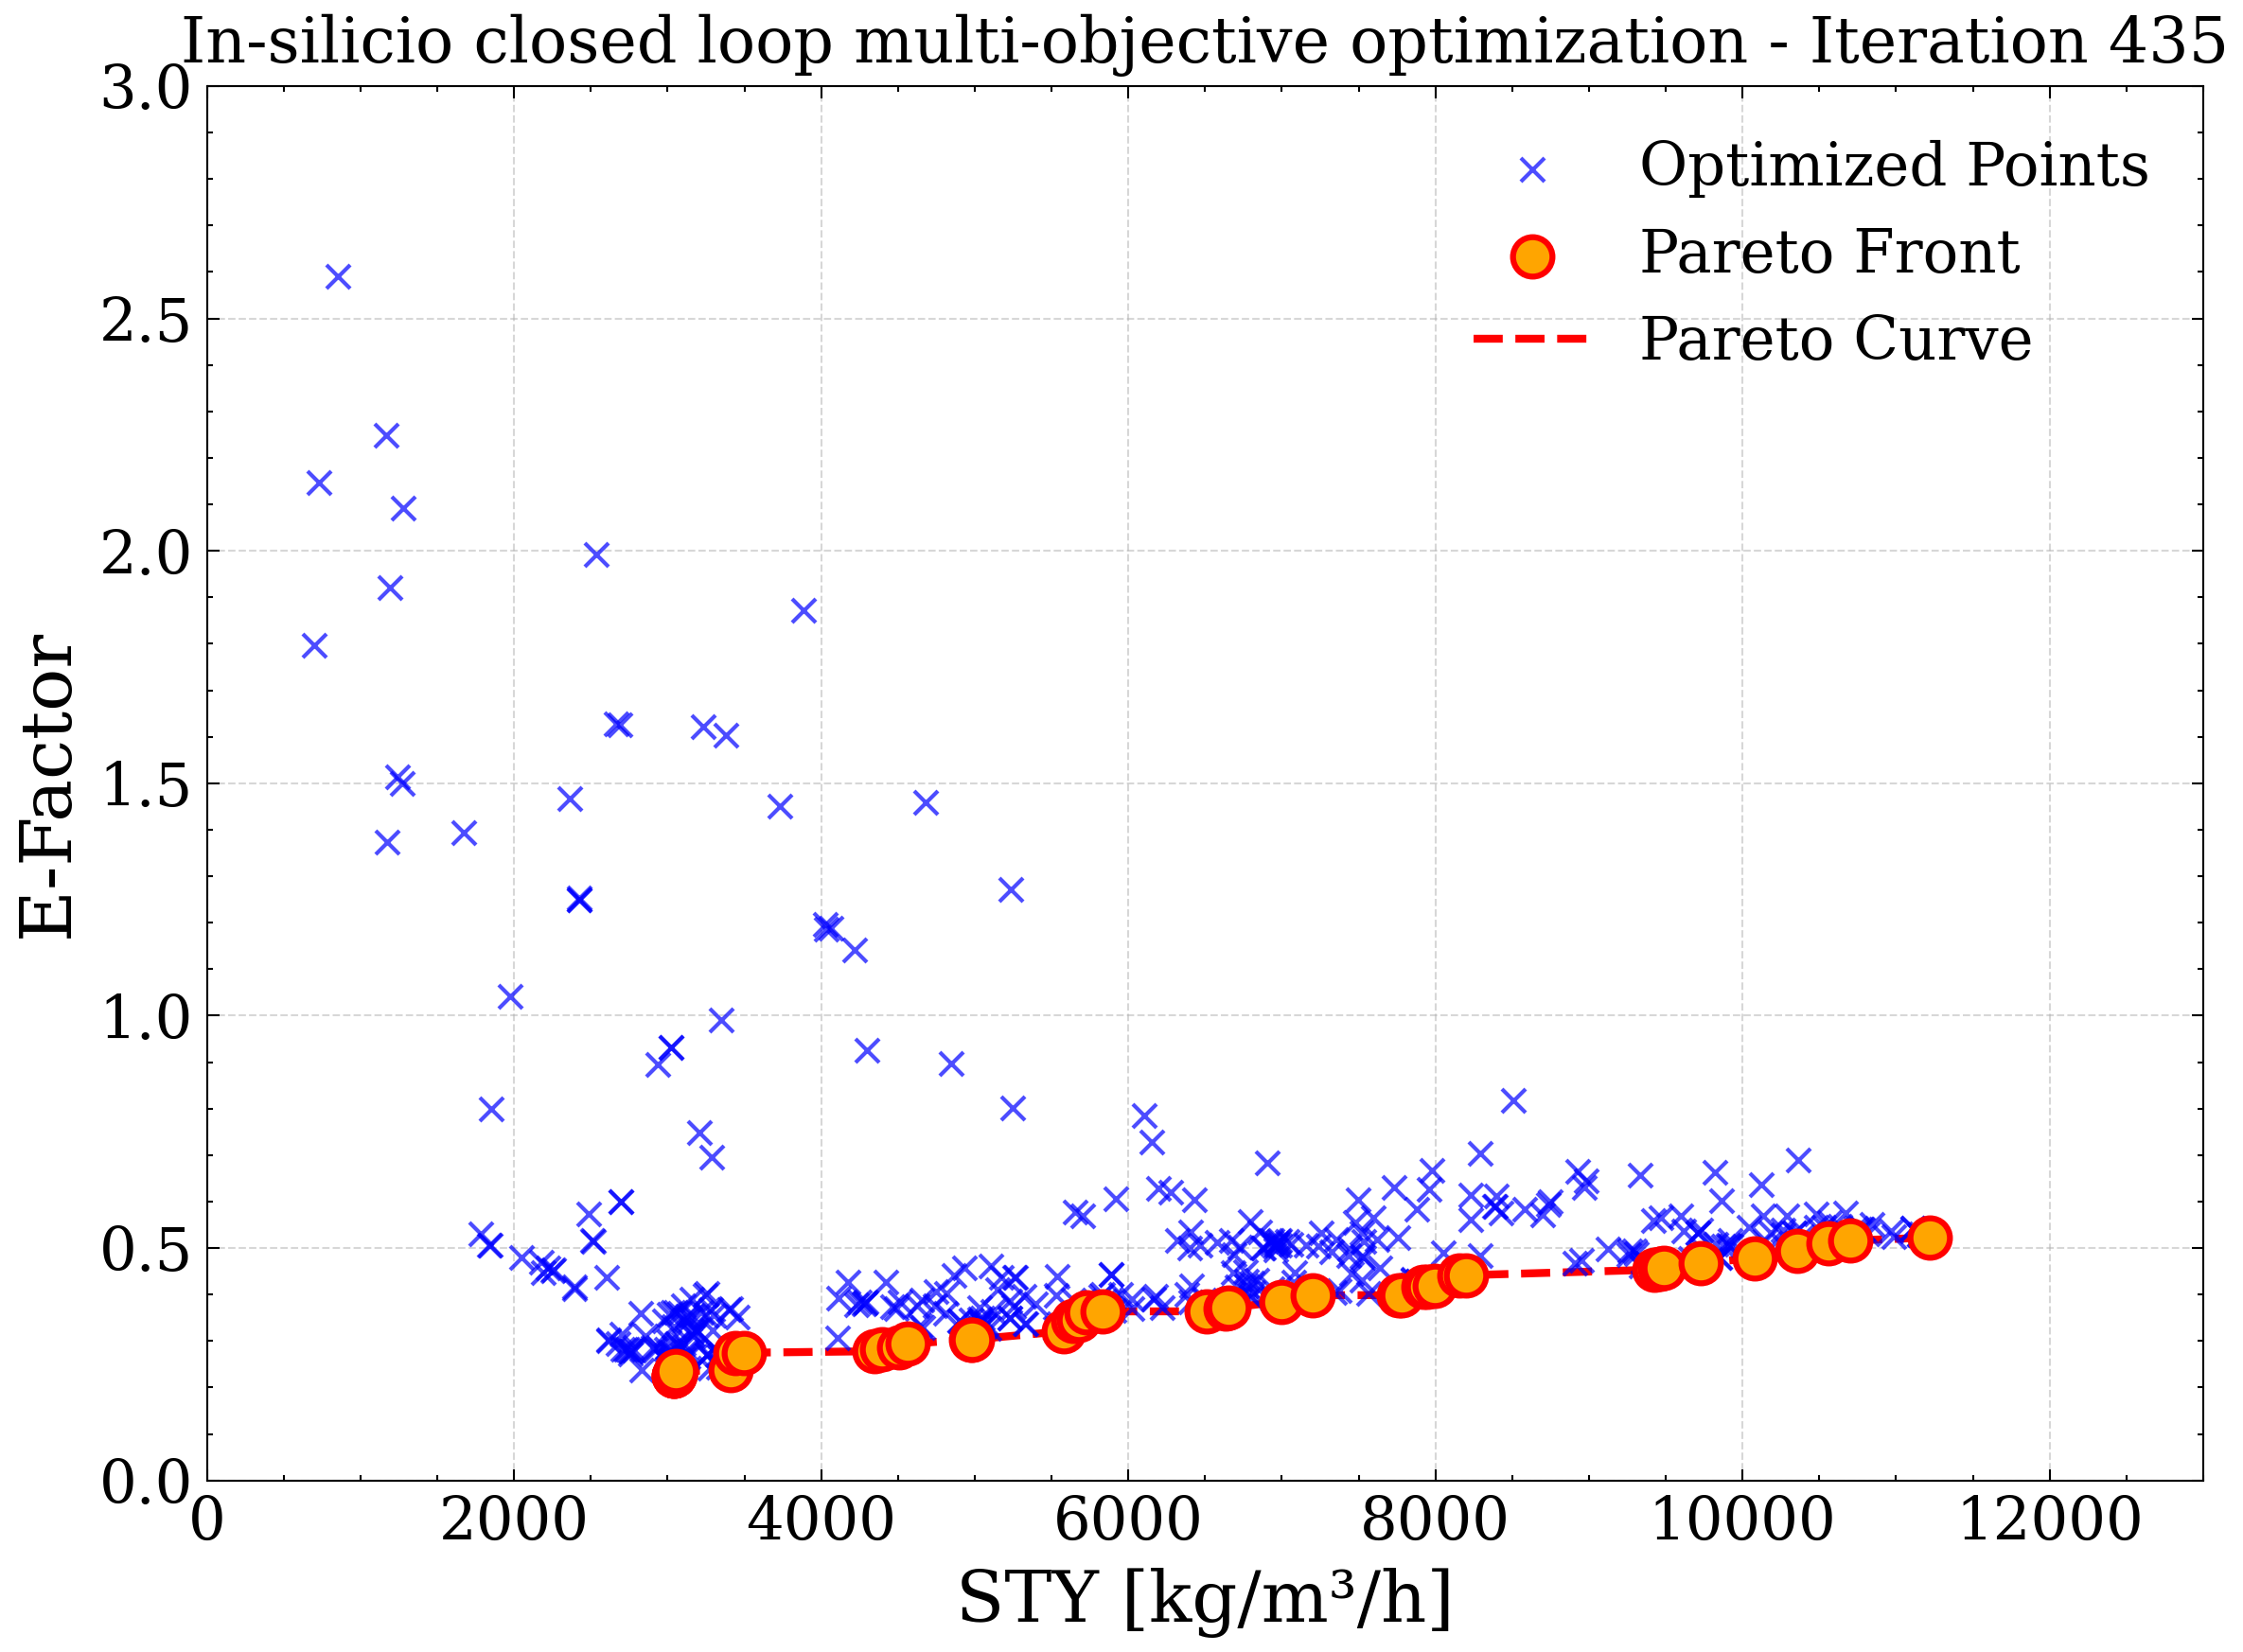 In-silicio closed loop multi-objective optimization - Iteration 435
3.0
2.5
2.0
1.5
1.0
0.5
0.0
E-Factor
Optimized Points
Pareto Front
Pareto Curve
0 2000 4000 6000 8000 10000 12000
STY [kg/m³/h]